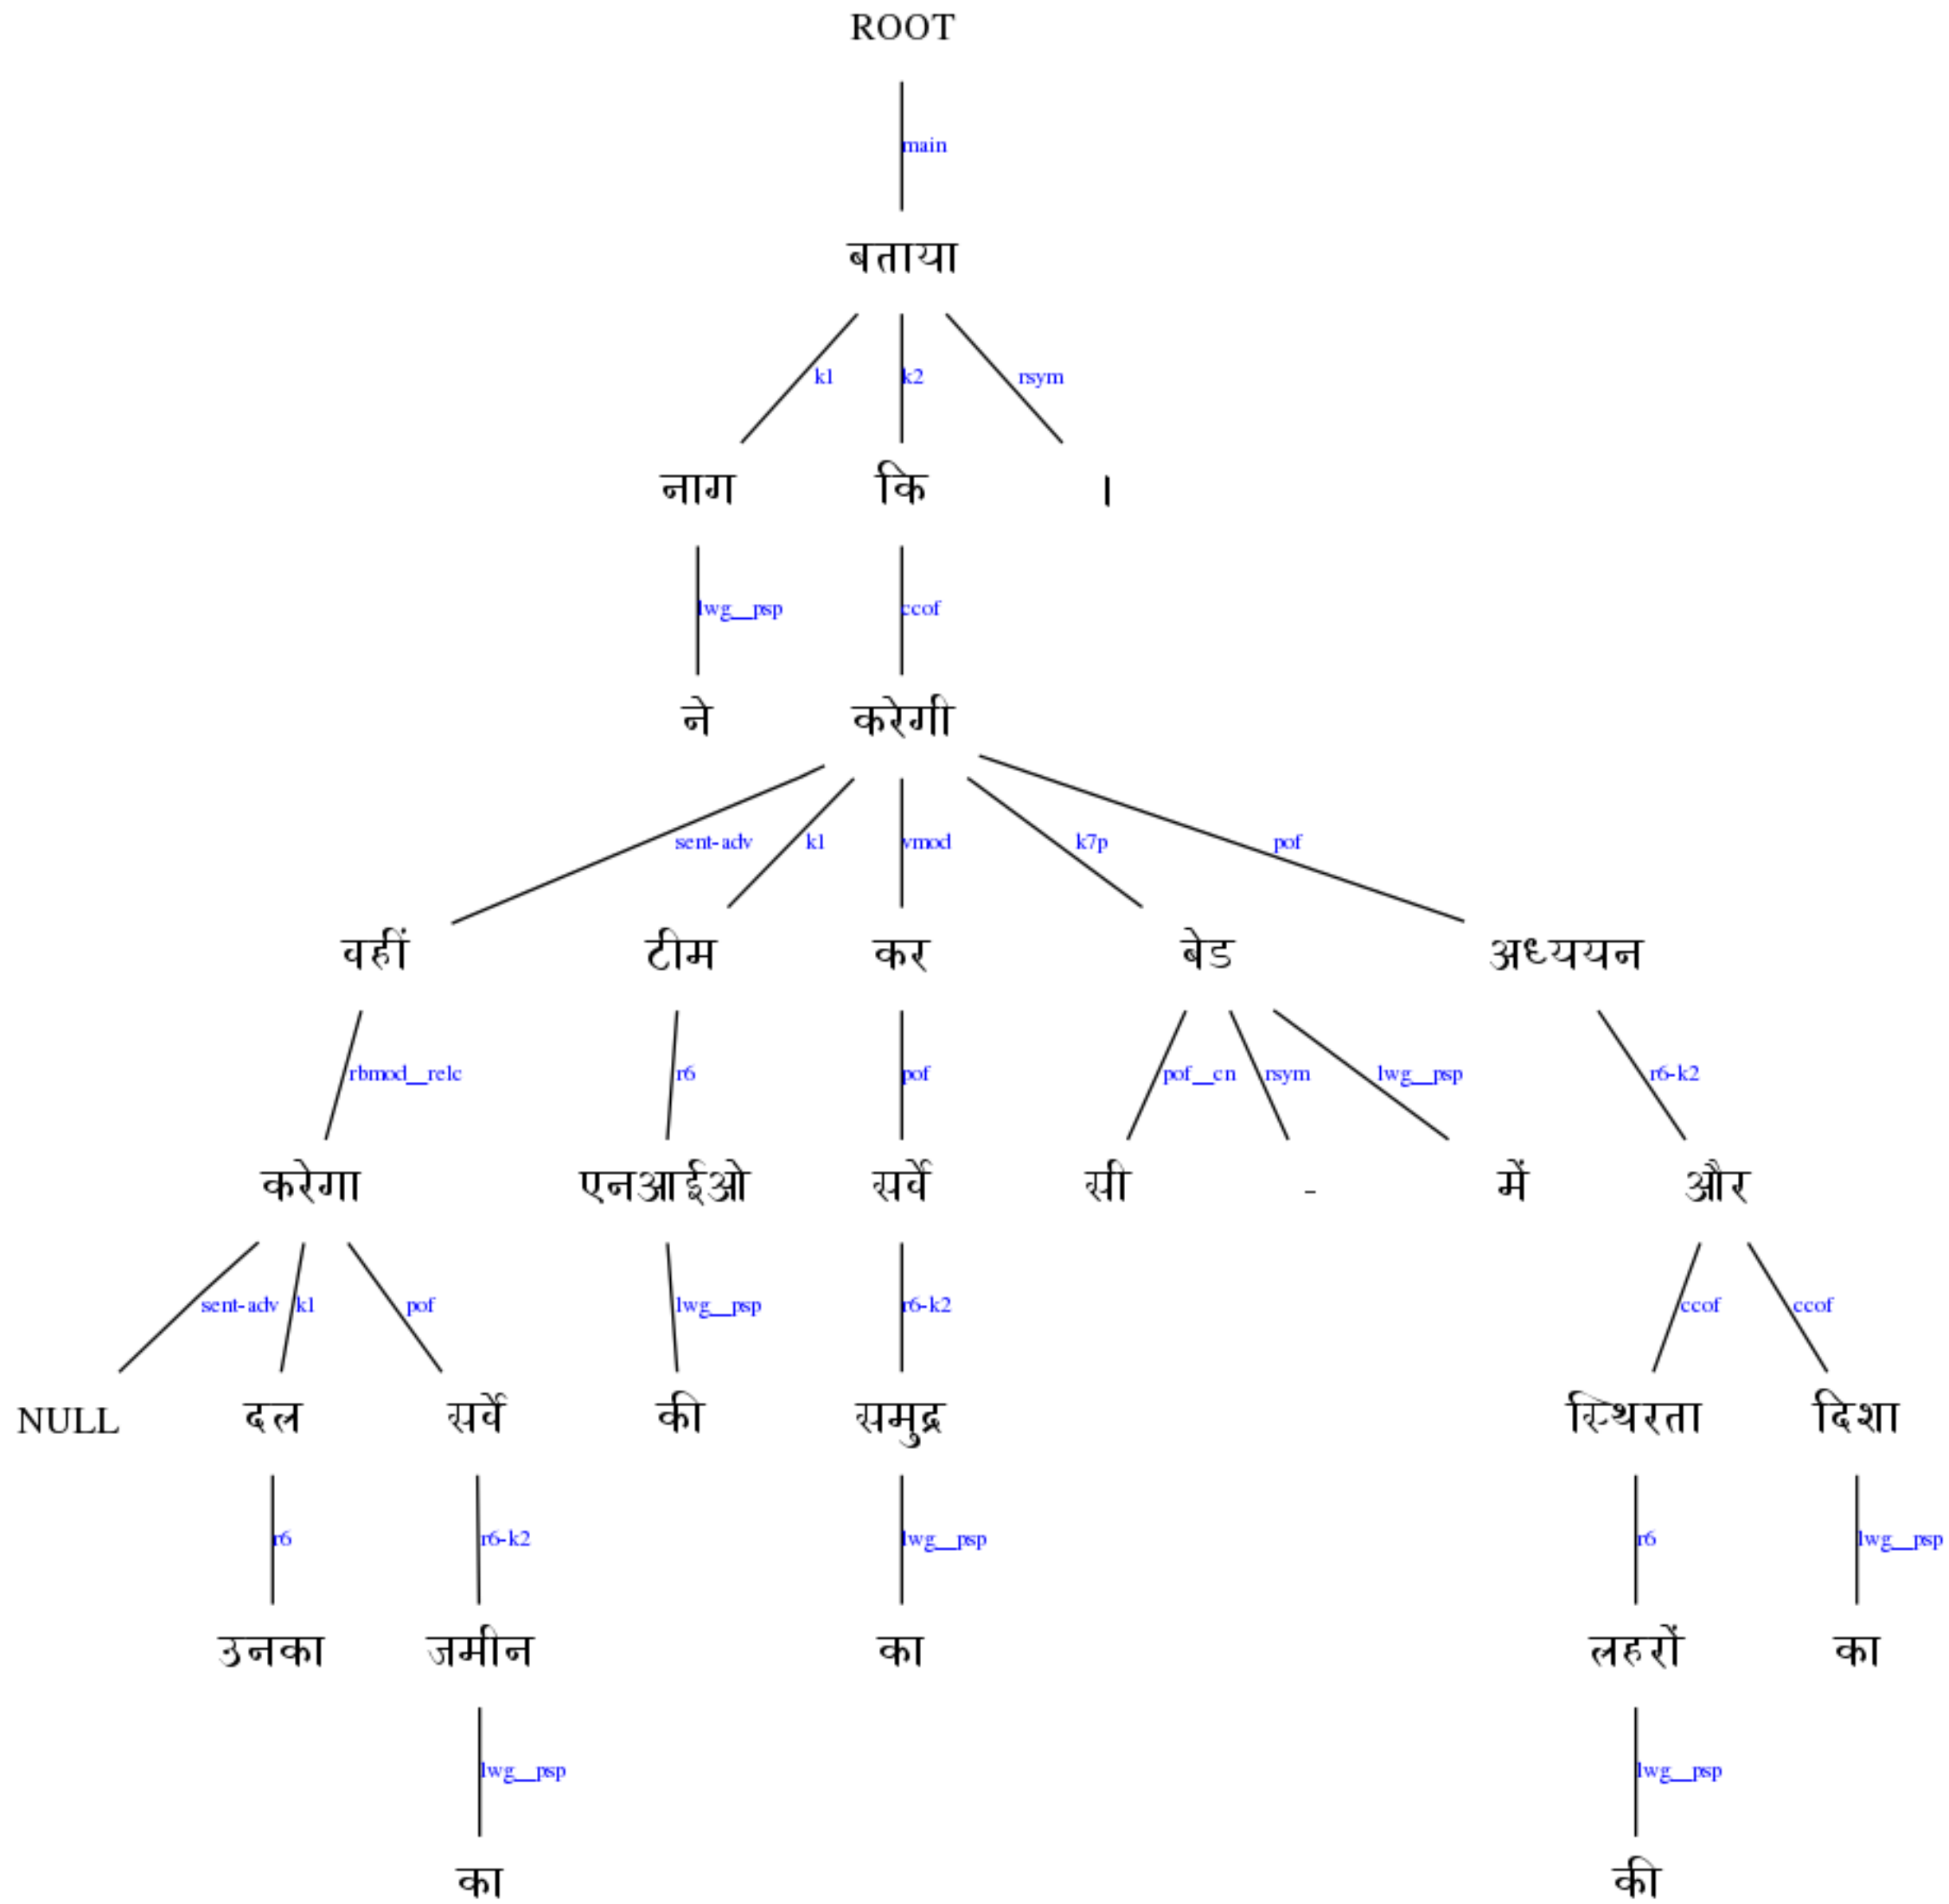 ROOT
main
बताया
k1 k2 rsym
नाग कि ।
lwg__psp ccof
ने करेगी
sent-adv k1 vmod k7p pof
वहीं टीम कर बेड अध्ययन
rbmod__relc r6 pof pof__cn rsym lwg__psp r6-k2
करेगा एनआईओ सर्वे सी - में और
sent-adv k1 pof lwg__psp r6-k2 ccof ccof
NULL दल सर्वे की समुद्र स्थिरता दिशा
r6 r6-k2 lwg__psp r6 lwg__psp
उनका जमीन का लहरों का
lwg__psp lwg__psp
का की